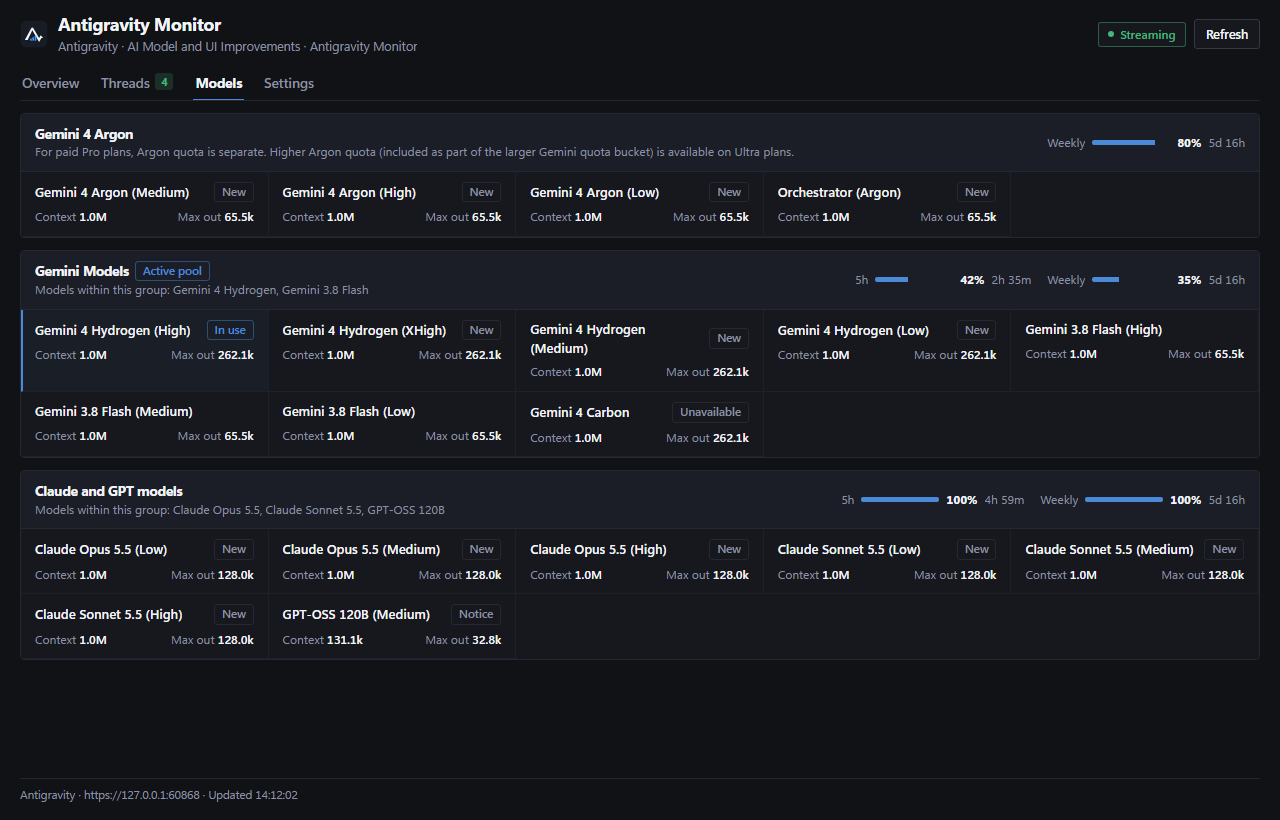 Antigravity Monitor
Antigravity · AI Model and UI Improvements · Antigravity Monitor
Streaming
Refresh
Overview Threads 4 Models Settings
Gemini 4 Argon
For paid Pro plans, Argon quota is separate. Higher Argon quota (included as part of the larger Gemini quota bucket) is available on Ultra plans.
Weekly 80% 5d 16h
Gemini 4 Argon (Medium) New
Context 1.0M Max out 65.5k
Gemini 4 Argon (High) New
Context 1.0M Max out 65.5k
Gemini 4 Argon (Low) New
Context 1.0M Max out 65.5k
Orchestrator (Argon) New
Context 1.0M Max out 65.5k
Gemini Models Active pool
Models within this group: Gemini 4 Hydrogen, Gemini 3.8 Flash
5h 42% 2h 35m Weekly 35% 5d 16h
Gemini 4 Hydrogen (High) In use
Context 1.0M Max out 262.1k
Gemini 4 Hydrogen (XHigh) New
Context 1.0M Max out 262.1k
Gemini 4 Hydrogen
(Medium) New
Context 1.0M Max out 262.1k
Gemini 4 Hydrogen (Low) New
Context 1.0M Max out 262.1k
Gemini 3.8 Flash (High)
Context 1.0M Max out 65.5k
Gemini 3.8 Flash (Medium)
Context 1.0M Max out 65.5k
Gemini 3.8 Flash (Low)
Context 1.0M Max out 65.5k
Gemini 4 Carbon Unavailable
Context 1.0M Max out 262.1k
Claude and GPT models
Models within this group: Claude Opus 5.5, Claude Sonnet 5.5, GPT-OSS 120B
5h 100% 4h 59m Weekly 100% 5d 16h
Claude Opus 5.5 (Low) New
Context 1.0M Max out 128.0k
Claude Opus 5.5 (Medium) New
Context 1.0M Max out 128.0k
Claude Opus 5.5 (High) New
Context 1.0M Max out 128.0k
Claude Sonnet 5.5 (Low) New
Context 1.0M Max out 128.0k
Claude Sonnet 5.5 (Medium) New
Context 1.0M Max out 128.0k
Claude Sonnet 5.5 (High) New
Context 1.0M Max out 128.0k
GPT-OSS 120B (Medium) Notice
Context 131.1k Max out 32.8k
Antigravity · https://127.0.0.1:60868 · Updated 14:12:02